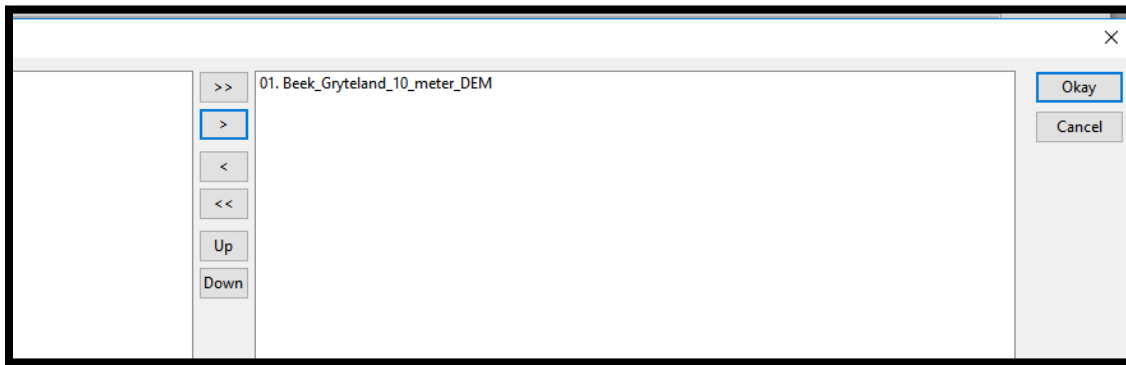 >>
01. Beek_Gryteland_10_meter_DEM
Okay
>
Cancel
<
<<
Up
Down